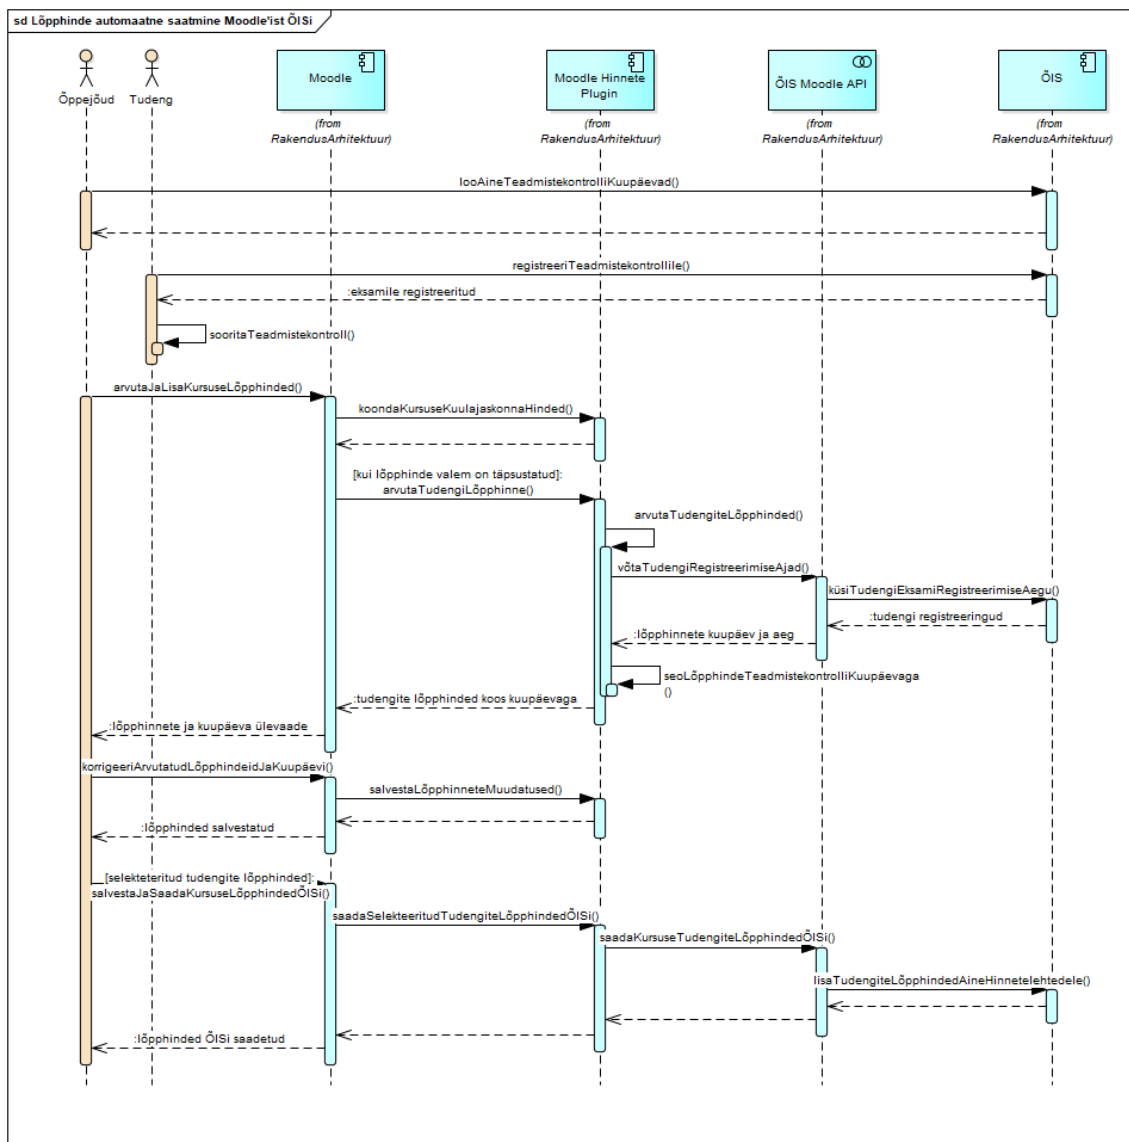 sd Lõpphinde automaatne saatmine Moodle'ist ÕISi
Õppejõud
Tudeng
Moodle
(from
RakendusArhitektuur)
Moodle Hinnete
Plugin
(from
RakendusArhitektuur)
ÕIS Moodle API
(from
RakendusArhitektuur)
ÕIS
(from
RakendusArhitektuur)
looAineTeadmistekontrolliKuupäevad()
registreeriTeadmistekontrollile()
:eksamile registreeritud
sooritaTeadmistekontroll()
arvutaJaLisaKursuseLõpphinded()
koondaKursuseKuulajaskonnaHinded()
[kui lõpphinde valem on täpsustatud]:
arvutaTudengiLõpphinne()
arvutaTudengiteLõpphinded()
võtaTudengiRegistreerimiseAjad()
küsiTudengiEksamiRegistreerimiseAegu()
:tudengi registreeringud
:lõpphinnete kuupäev ja aeg
seoLõpphindeTeadmistekontrolliKuupäevaga
()
:tudengite lõpphinded koos kuupäevaga
:lõpphinnete ja kuupäeva ülevaade
korrigeeriArvutatudLõpphindeidJaKuupäevi()
salvestaLõpphinneteMuudatused()
:lõpphinded salvestatud
[selekteteritud tudengite lõpphinded]:
salvestaJaSaadaKursuseLõpphindedÕISi()
saadaSelekteeritudTudengiteLõpphindedÕISi()
saadaKursuseTudengiteLõpphindedÕISi()
lisaTudengiteLõpphindedAineHinnetelehtedele()
:lõpphinded ÕISi saadetud